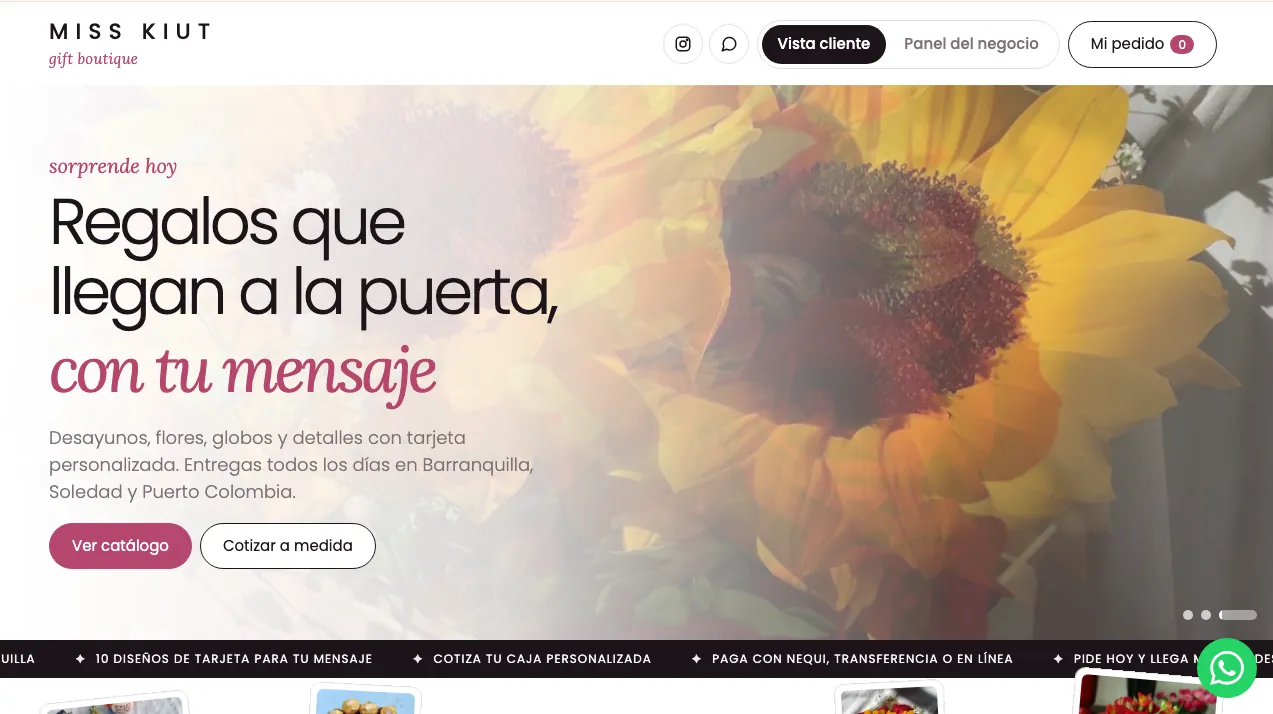 MISS KIUT
gift boutique
Vista cliente
Panel del negocio
Mi pedido 0
sorprende hoy
Regalos que
llegan a la puerta,
con tu mensaje
Desayunos, flores, globos y detalles con tarjeta
personalizada. Entregas todos los días en Barranquilla,
Soledad y Puerto Colombia.
Ver catálogo
Cotizar a medida
UILLA ✦ 10 DISEÑOS DE TARJETA PARA TU MENSAJE ✦ COTIZA TU CAJA PERSONALIZADA ✦ PAGA CON NEQUI, TRANSFERENCIA O EN LÍNEA ✦ PIDE HOY Y LLEGA